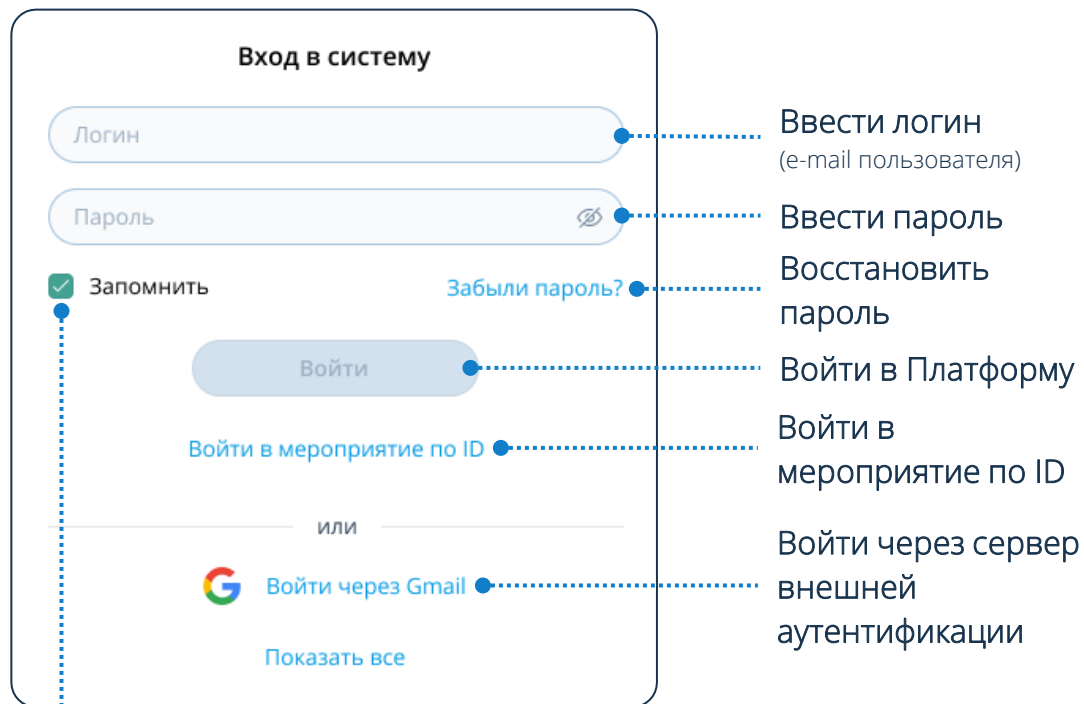 Вход в систему
Логин
Ввести логин
(e-mail пользователя)
Пароль
Ввести пароль
Запомнить
Забыли пароль?
Восстановить
пароль
Войти
Войти в Платформу
Войти в мероприятие по ID
Войти в
мероприятие по ID
или
Войти через Gmail
Войти через сервер
внешней
аутентификации
Показать все